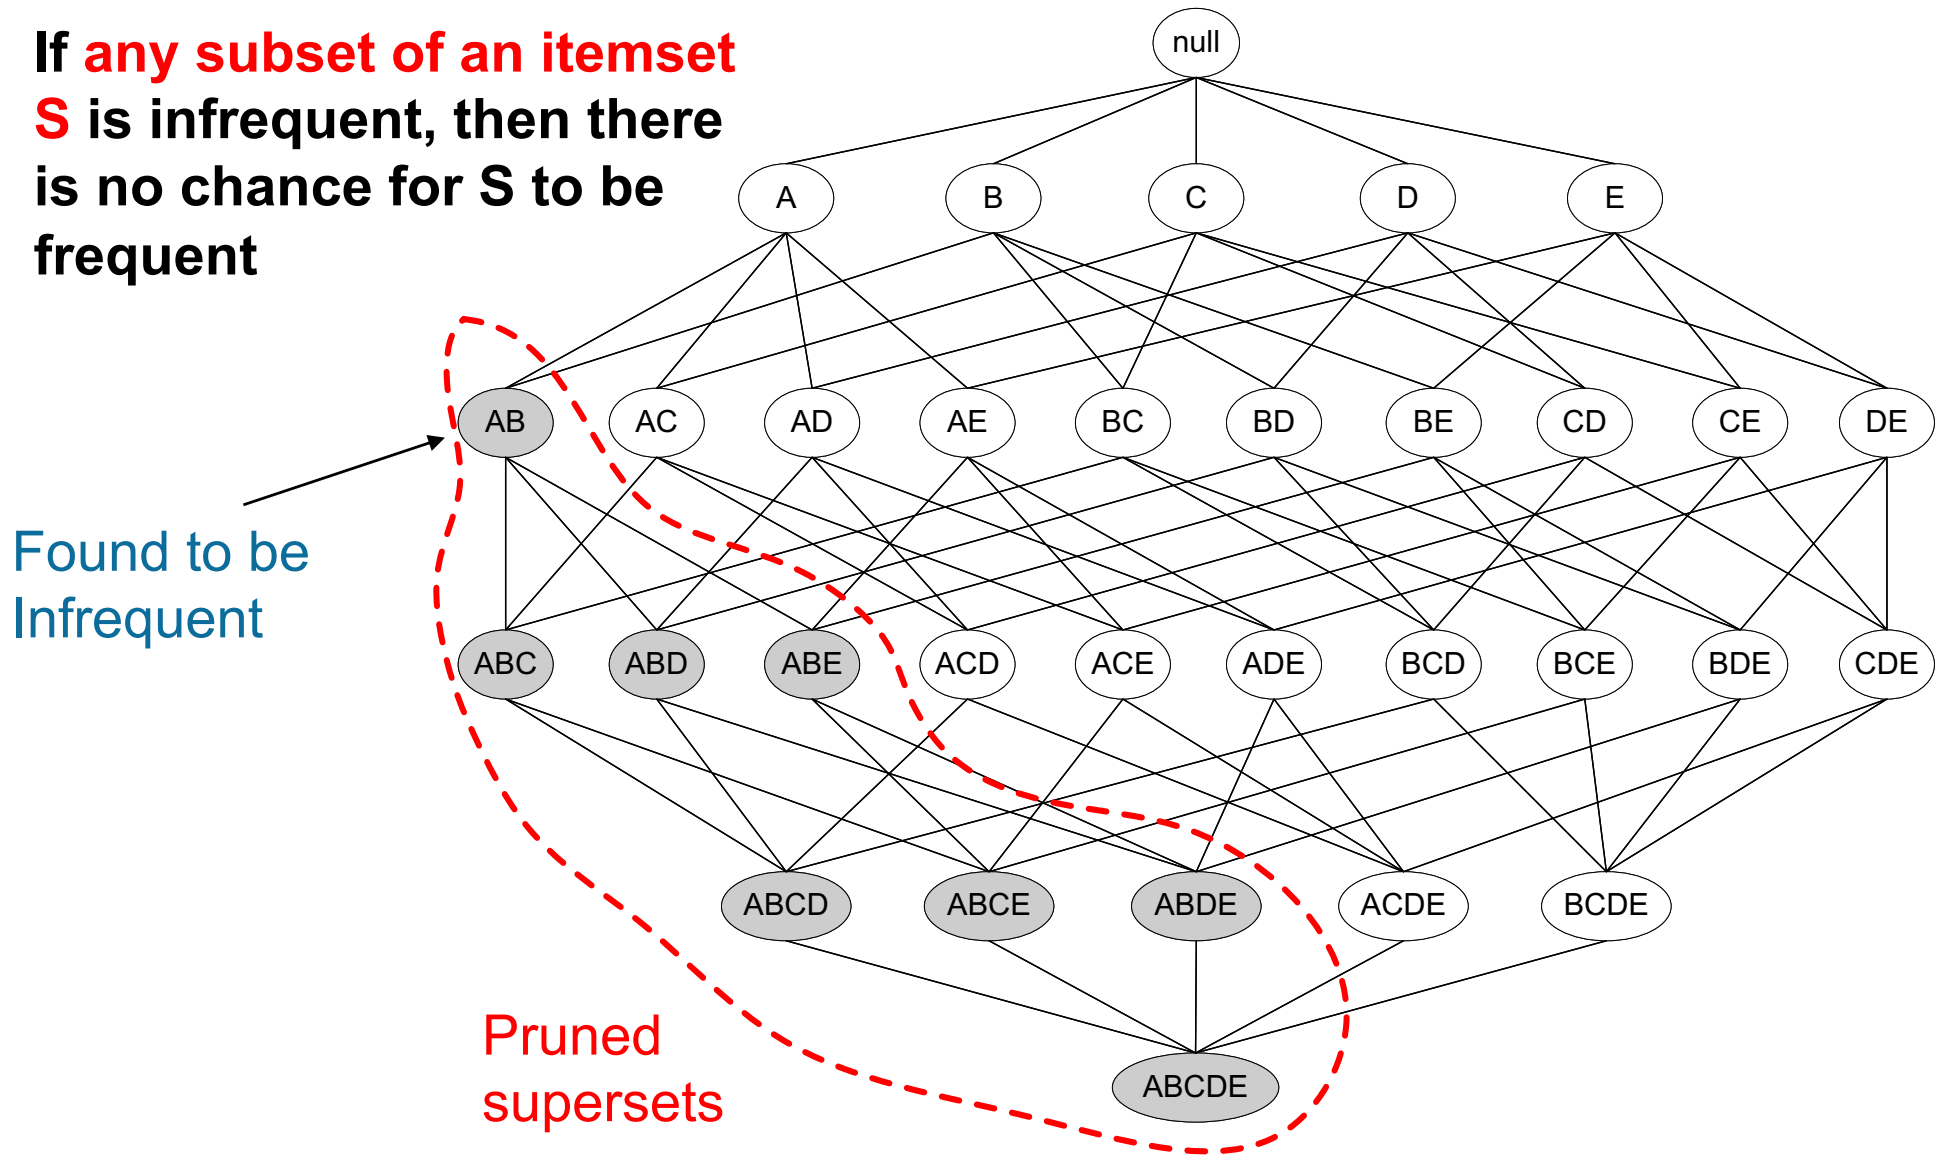 If any subset of an itemset
S is infrequent, then there
is no chance for S to be
frequent
null
A B C D E
AB AC AD AE BC BD BE CD CE DE
Found to be
Infrequent
ABC ABD ABE ACD ACE ADE BCD BCE BDE CDE
ABCD ABCE ABDE ACDE BCDE
Pruned
supersets
ABCDE